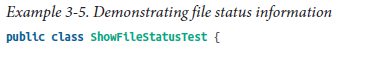 Example 3-5. Demonstrating file status information
public class ShowFileStatusTest {